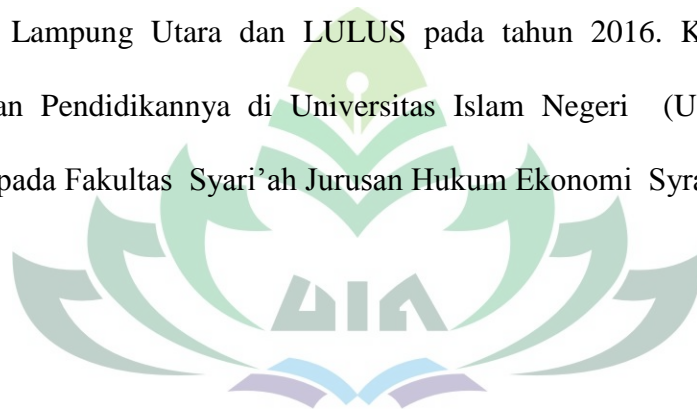 Lampung Utara dan LULUS pada tahun 2016. K
an Pendidikannya di Universitas Islam Negeri (U
pada Fakultas Syari’ah Jurusan Hukum Ekonomi Syra
UIN